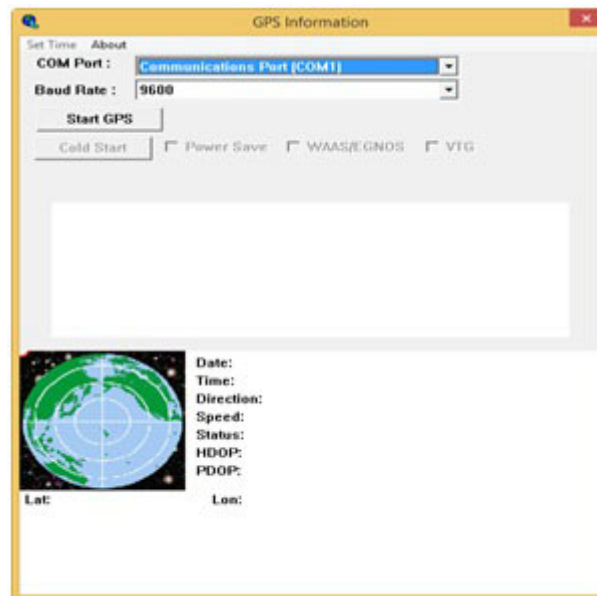 GPS Information
Set Time About
COM Port : Communications Port (COM1)
Baud Rate : 9600
Start GPS
Cold Start Power Save WAAS/EGNOS VTG
Date:
Time:
Direction:
Speed:
Status:
HDOP:
PDOP:
Lat: Lon: